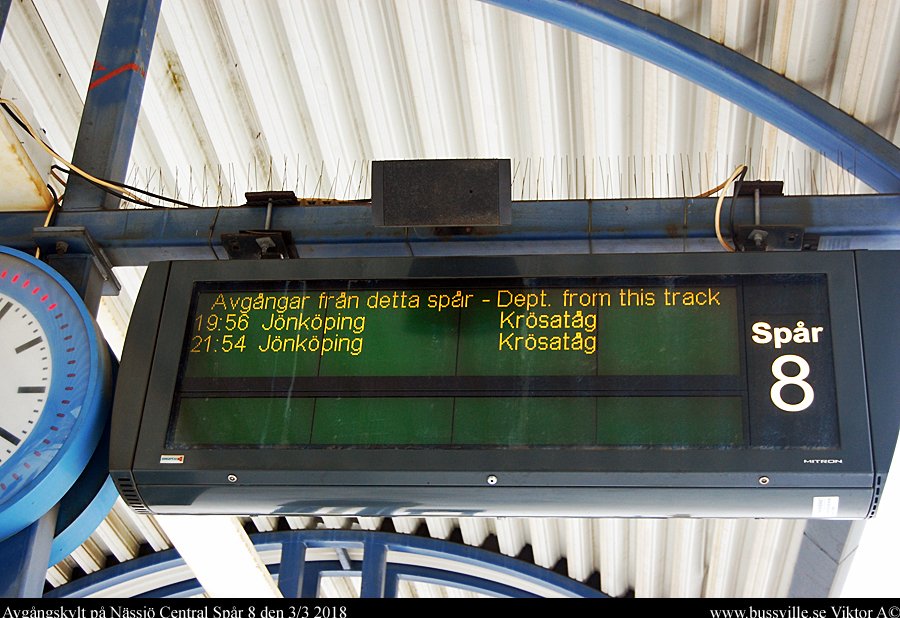 Avgångar från detta spår - Dept. from this track
19:56 Jönköping Krösatåg
21:54 Jönköping Krösatåg
Spår
8
MITRON
Avgångskylt på Nässjö Central Spår 8 den 3/3 2018
www.bussville.se Viktor A©